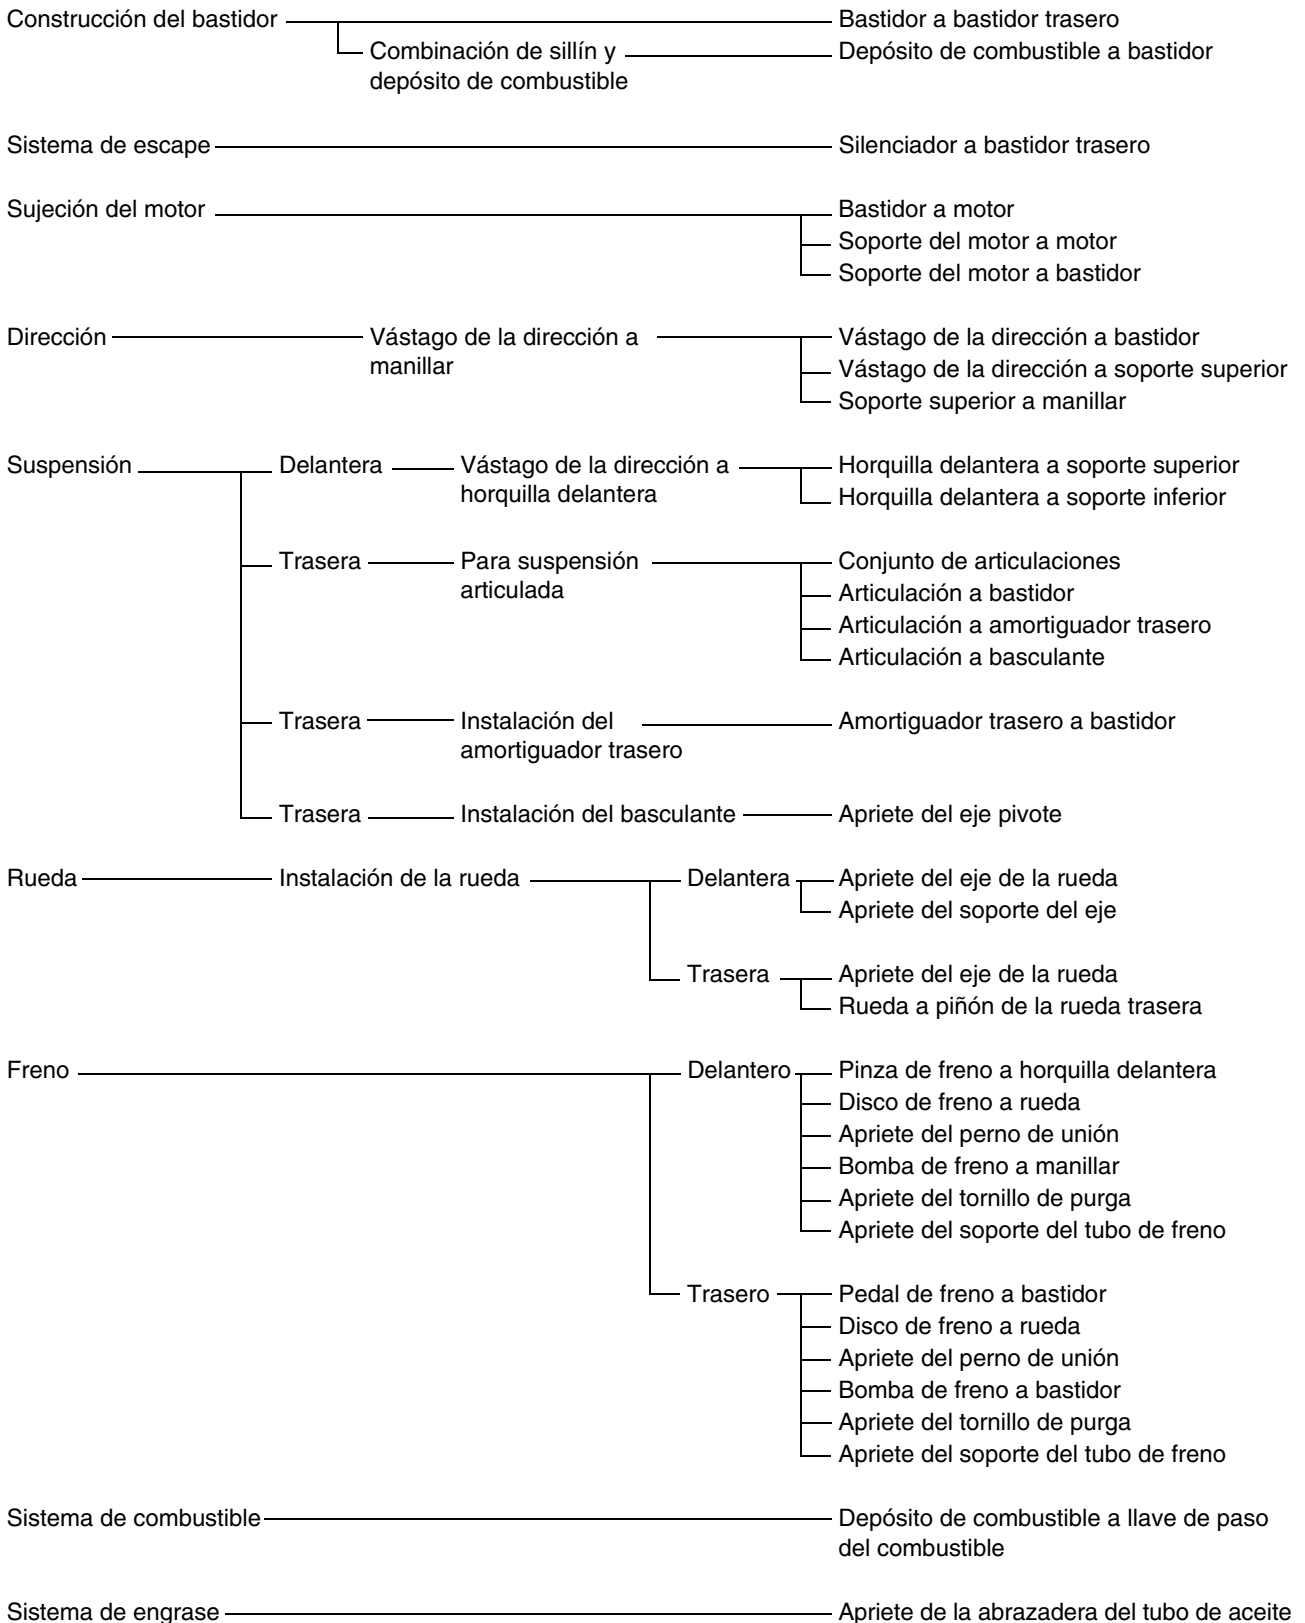 Construcción del bastidor Bastidor a bastidor trasero
Combinación de sillín y Depósito de combustible a bastidor
depósito de combustible
Sistema de escape Silenciador a bastidor trasero
Sujeción del motor Bastidor a motor
Soporte del motor a motor
Soporte del motor a bastidor
Dirección Vástago de la dirección a Vástago de la dirección a bastidor
manillar Vástago de la dirección a soporte superior
Soporte superior a manillar
Suspensión Delantera Vástago de la dirección a Horquilla delantera a soporte superior
horquilla delantera Horquilla delantera a soporte inferior
Trasera Para suspensión Conjunto de articulaciones
articulada Articulación a bastidor
Articulación a amortiguador trasero
Articulación a basculante
Trasera Instalación del Amortiguador trasero a bastidor
amortiguador trasero
Trasera Instalación del basculante Apriete del eje pivote
Rueda Instalación de la rueda Delantera Apriete del eje de la rueda
Apriete del soporte del eje
Trasera Apriete del eje de la rueda
Rueda a piñón de la rueda trasera
Freno Delantero Pinza de freno a horquilla delantera
Disco de freno a rueda
Apriete del perno de unión
Bomba de freno a manillar
Apriete del tornillo de purga
Apriete del soporte del tubo de freno
Trasero Pedal de freno a bastidor
Disco de freno a rueda
Apriete del perno de unión
Bomba de freno a bastidor
Apriete del tornillo de purga
Apriete del soporte del tubo de freno
Sistema de combustible Depósito de combustible a llave de paso
del combustible
Sistema de engrase Apriete de la abrazadera del tubo de aceite